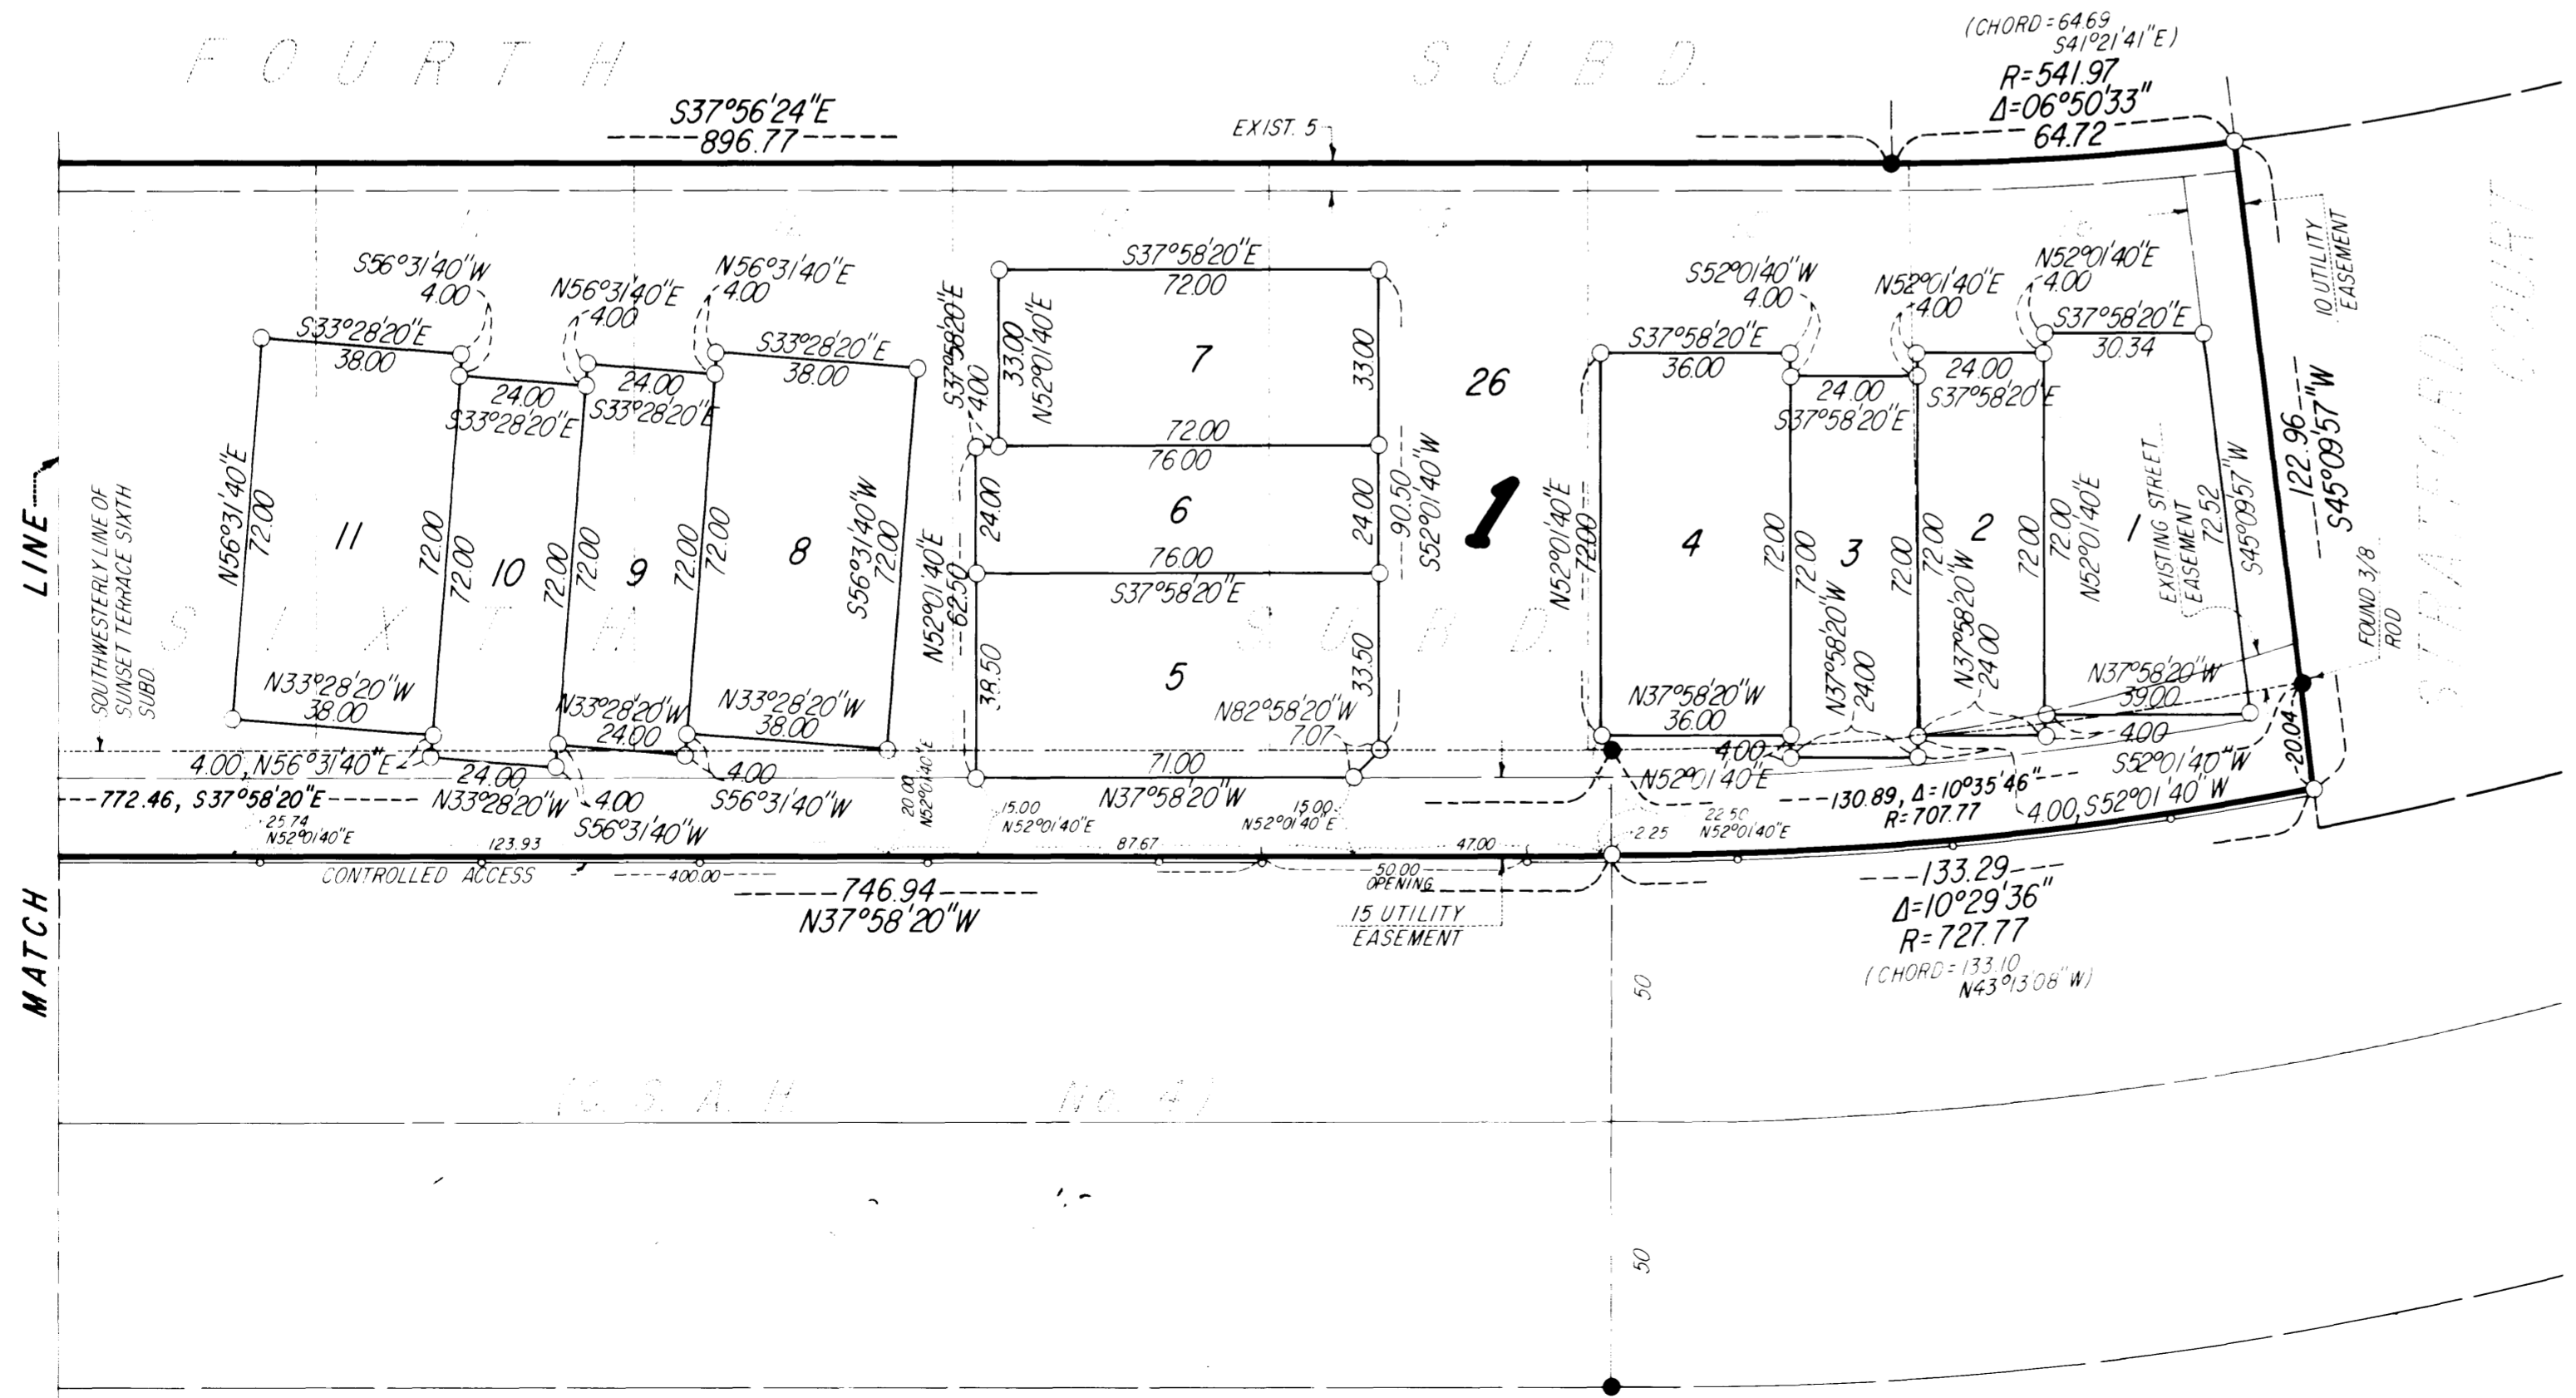 FOURTH SUBD.
(CHORD=64.69
S41°21'41"E)
R=541.97
Δ=06°50'33"
64.72
S37°56'24"E
896.77
EXIST. 5
10 UTILITY
EASEMENT
STRATFORD COURT
122.96
S45°09'57"W
FOUND 3/8
ROD
20.04
MATCH LINE
SOUTHWESTERLY LINE OF
SUNSET TERRACE SIXTH
SUBD.
SIXTH SUBD.
S56°31'40"W
4.00
N56°31'40"E
4.00
N56°31'40"E
4.00
S33°28'20"E
38.00
24.00
S33°28'20"E
24.00
S33°28'20"E
S33°28'20"E
38.00
N56°31'40"E
72.00
11
72.00
72.00
10
72.00
72.00
9
72.00
72.00
8
S56°31'40"W
72.00
N33°28'20"W
38.00
N33°28'20"W
24.00
N33°28'20"W
38.00
4.00, N56°31'40"E
24.00
N33°28'20"W
4.00
S56°31'40"W
4.00
S56°31'40"W
S37°58'20"E
4.00
33.00
N52°01'40"E
S37°58'20"E
72.00
7
33.00
72.00
76.00
24.00
6
24.00
76.00
S37°58'20"E
90.50
S52°01'40"W
N52°01'40"E
62.50
38.50
5
33.50
N82°58'20"W
7.07
71.00
N37°58'20"W
26
1
S52°01'40"W
4.00
N52°01'40"E
4.00
N52°01'40"E
4.00
S37°58'20"E
36.00
24.00
S37°58'20"E
24.00
S37°58'20"E
S37°58'20"E
30.34
N52°01'40"E
72.00
4
72.00
72.00
3
72.00
72.00
2
72.00
72.00
N52°01'40"E
1
EXISTING STREET
EASEMENT
72.52
S45°09'57"W
N37°58'20"W
36.00
N37°58'20"W
24.00
N37°58'20"W
24.00
N37°58'20"W
39.00
4.00
N52°01'40"E
4.00
S52°01'40"W
4.00, S52°01'40"W
772.46, S37°58'20"E
130.89, Δ=10°35'46"
R=707.77
25.74
N52°01'40"E
20.00
N52°01'40"E
15.00
N52°01'40"E
15.00
N52°01'40"E
22.50
N52°01'40"E
2.25
123.93
87.67
47.00
CONTROLLED ACCESS
400.00
50.00
OPENING
746.94
N37°58'20"W
15 UTILITY
EASEMENT
133.29
Δ=10°29'36"
R=727.77
(CHORD=133.10
N43°13'08"W)
50
(C. S. A. H. No. 4)
50